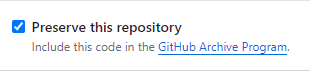 Preserve this repository
Include this code in the GitHub Archive Program.